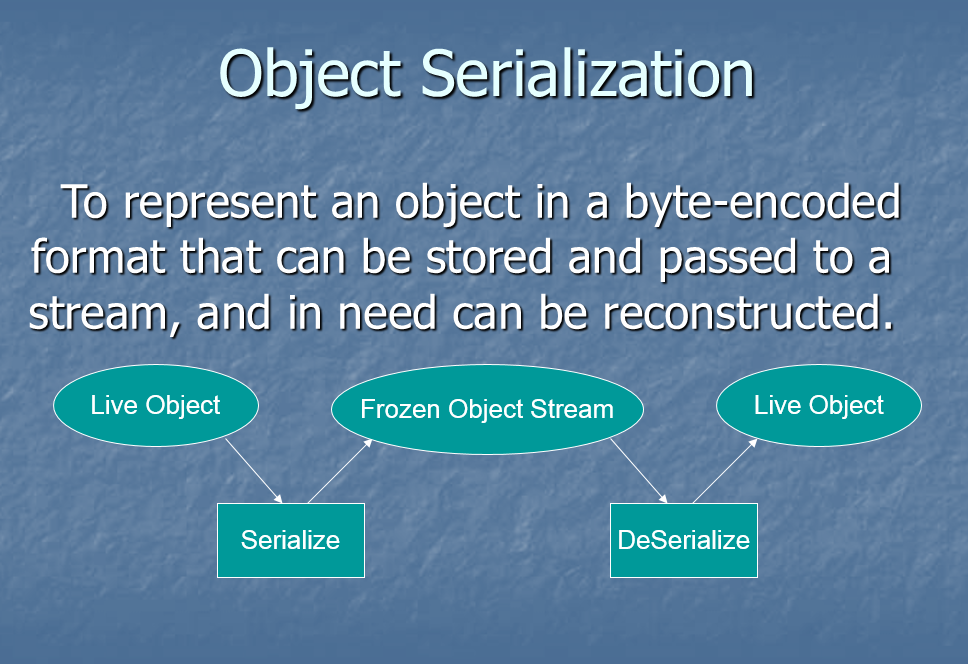 Object Serialization
To represent an object in a byte-encoded
format that can be stored and passed to a
stream, and in need can be reconstructed.
Live Object
Frozen Object Stream
Live Object
Serialize
DeSerialize